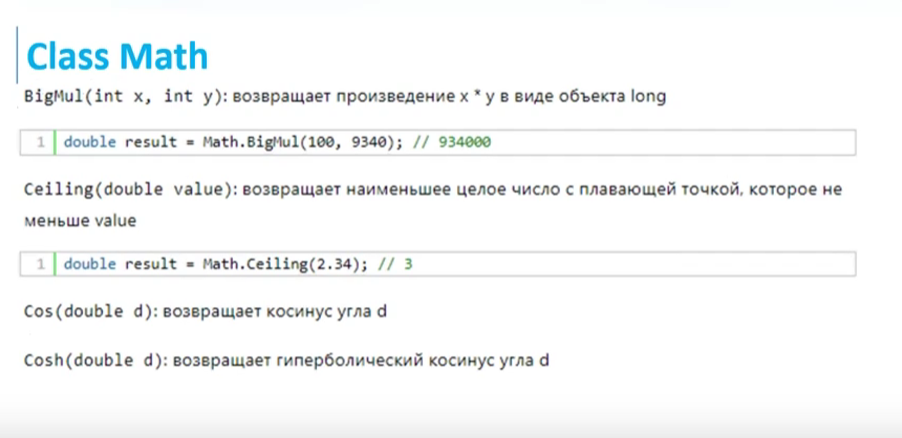 Class Math
BigMul(int x, int y): возвращает произведение x * y в виде объекта long
1 double result = Math.BigMul(100, 9340); // 934000
Ceiling(double value): возвращает наименьшее целое число с плавающей точкой, которое не
меньше value
1 double result = Math.Ceiling(2.34); // 3
Cos(double d): возвращает косинус угла d
Cosh(double d): возвращает гиперболический косинус угла d